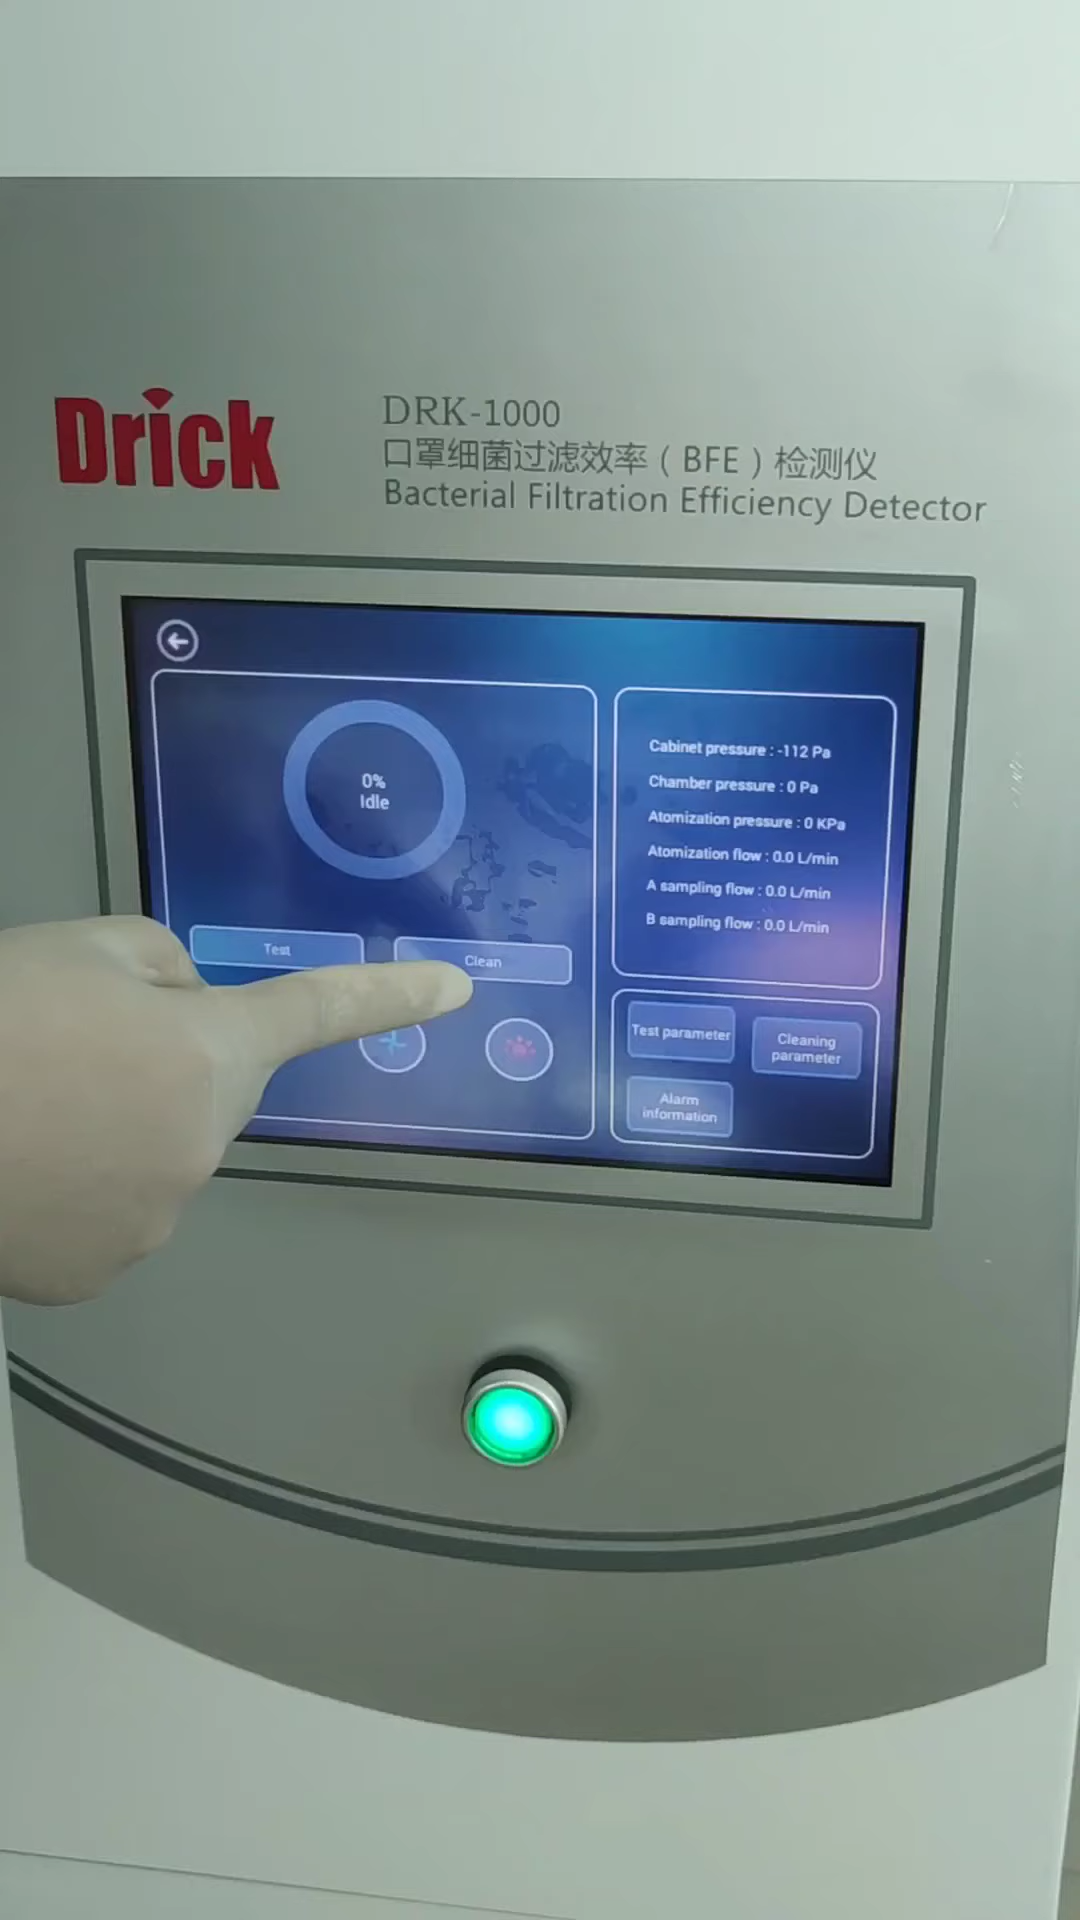 Drick
DRK-1000
口罩细菌过滤效率（BFE）检测仪
Bacterial Filtration Efficiency Detector
0%
Idle
Test
Clean
Cabinet pressure : -112 Pa
Chamber pressure : 0 Pa
Atomization pressure : 0 KPa
Atomization flow : 0.0 L/min
A sampling flow : 0.0 L/min
B sampling flow : 0.0 L/min
Test parameter
Cleaning
parameter
Alarm
information